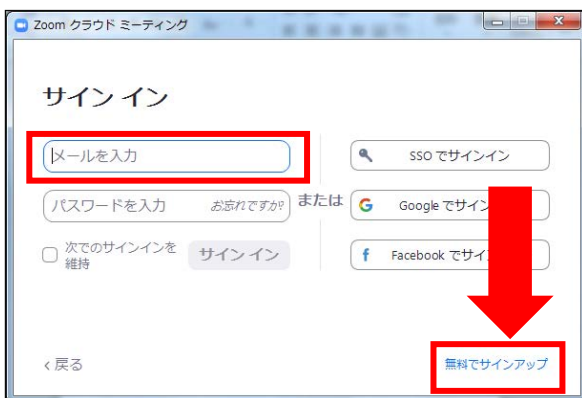 Zoom クラウド ミーティング
サイン イン
メールを入力
パスワードを入力 お忘れですか?
次でのサインインを
維持
サイン イン
または
SSO でサインイン
Google でサイン
Facebook でサイ
<戻る
無料でサインアップ